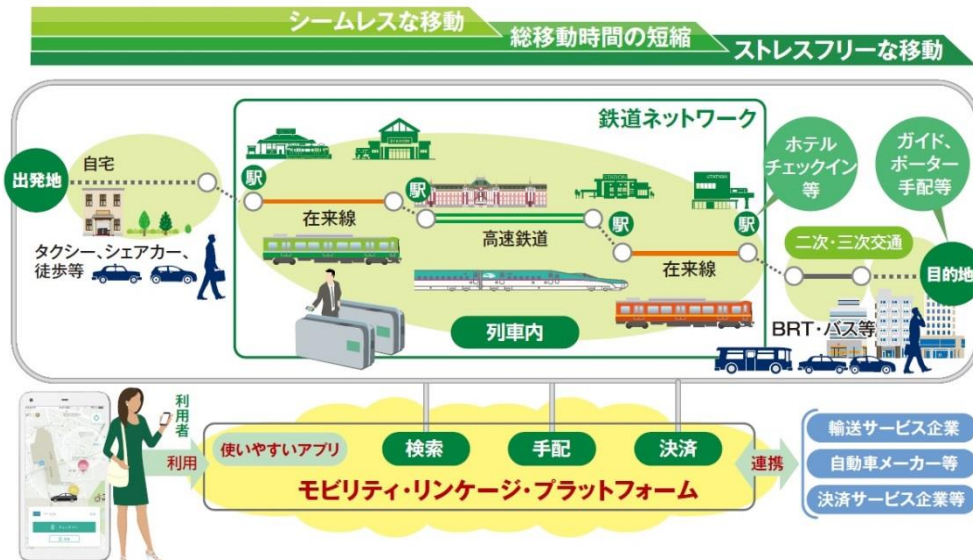 シームレスな移動
総移動時間の短縮
ストレスフリーな移動
鉄道ネットワーク
ホテル
チェックイン
等
ガイド、
ポーター
手配等
出発地
自宅
駅
駅
駅
駅
在来線
高速鉄道
在来線
二次・三次交通
目的地
タクシー、シェアカー、
徒歩等
列車内
BRT・バス等
利用者
利用
使いやすいアプリ
検索
手配
決済
連携
モビリティ・リンケージ・プラットフォーム
輸送サービス企業
自動車メーカー等
決済サービス企業等